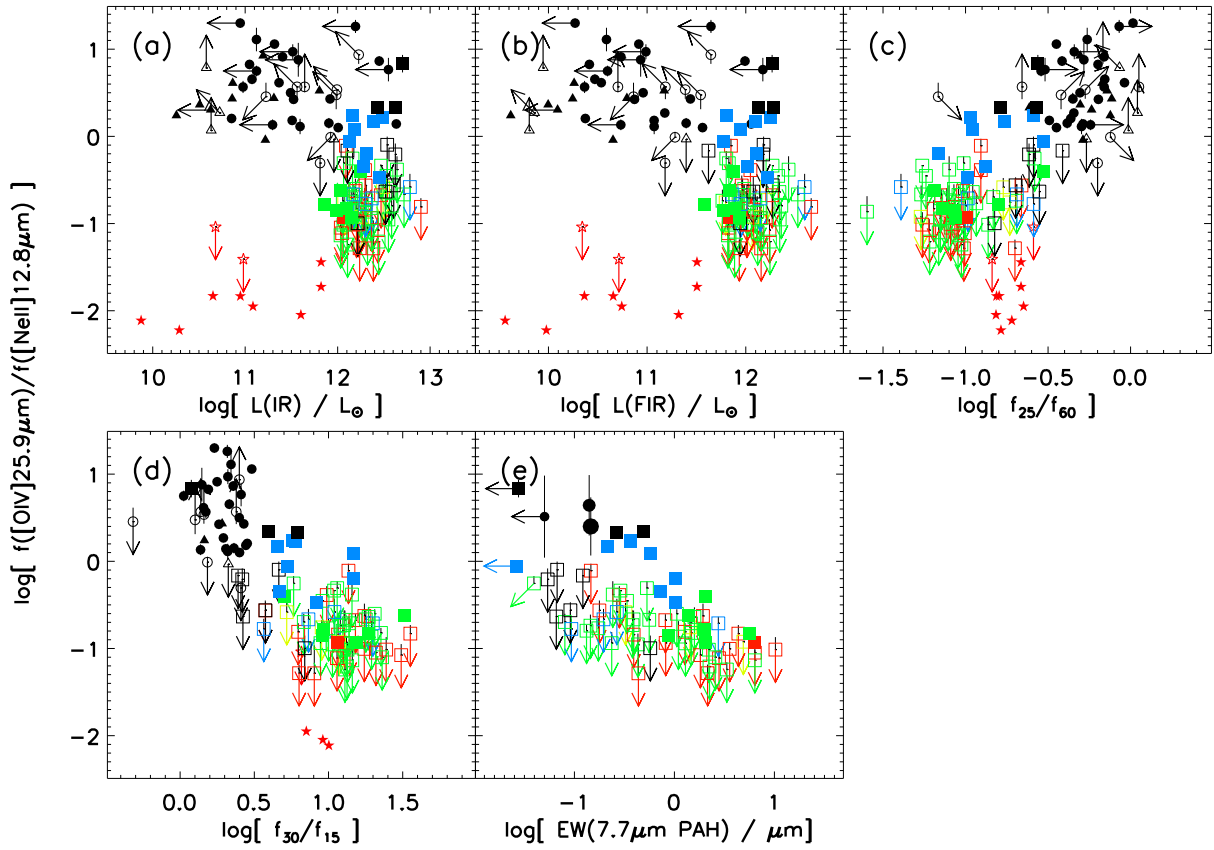 log[ f([OIV]25.9μm)/f([NeII]12.8μm) ]
(a) (b) (c)
1
0
−1
−2
10 11 12 13 10 11 12 −1.5 −1.0 −0.5 0.0
log[ L(IR) / L⊙ ] log[ L(FIR) / L⊙ ] log[ f₂₅/f₆₀ ]
(d) (e)
1
0
−1
−2
0.0 0.5 1.0 1.5 −1 0 1
log[ f₃₀/f₁₅ ] log[ EW(7.7μm PAH) / μm]